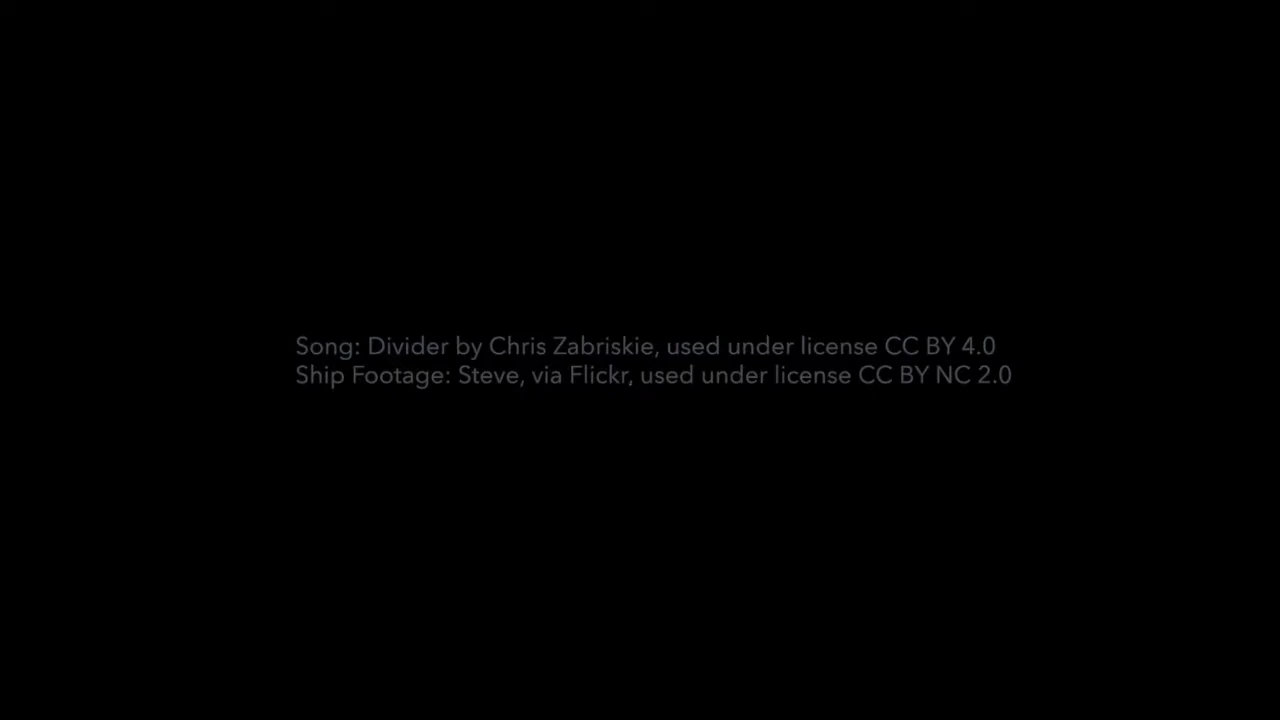 Song: Divider by Chris Zabriskie, used under license CC BY 4.0
Ship Footage: Steve, via Flickr, used under license CC BY NC 2.0